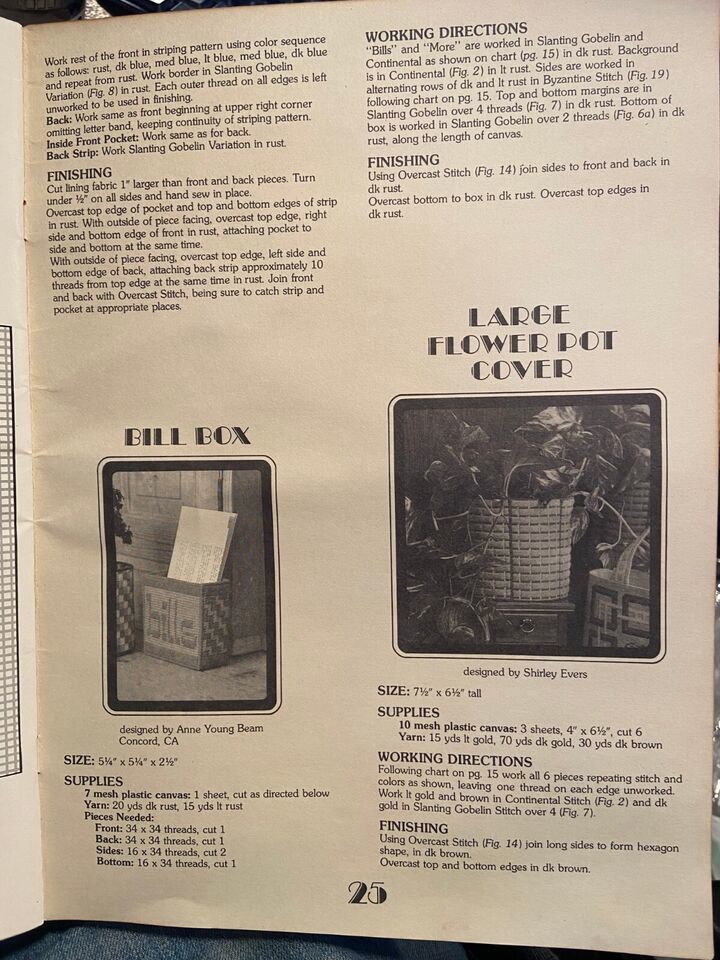 Work rest of the front in striping pattern using color sequence
as follows: rust, dk blue, med blue, lt blue, med blue, dk blue
and repeat from rust. Work border in Slanting Gobelin
Variation (Fig. 8) in rust. Each outer thread on all edges is left
unworked to be used in finishing.
Back: Work same as front beginning at upper right corner
omitting letter band, keeping continuity of striping pattern.
Inside Front Pocket: Work same as for back.
Back Strip: Work Slanting Gobelin Variation in rust.
FINISHING
Cut lining fabric 1" larger than front and back pieces. Turn
under ½" on all sides and hand sew in place.
Overcast top edge of pocket and top and bottom edges of strip
in rust. With outside of piece facing, overcast top edge, right
side and bottom edge of front in rust, attaching pocket to
side and bottom at the same time.
With outside of piece facing, overcast top edge, left side and
bottom edge of back, attaching back strip approximately 10
threads from top edge at the same time in rust. Join front
and back with Overcast Stitch, being sure to catch strip and
pocket at appropriate places.
BILL BOX
bills
designed by Anne Young Beam
Concord, CA
SIZE: 5¼" x 5¼" x 2½"
SUPPLIES
7 mesh plastic canvas: 1 sheet, cut as directed below
Yarn: 20 yds dk rust, 15 yds lt rust
Pieces Needed:
Front: 34 x 34 threads, cut 1
Back: 34 x 34 threads, cut 1
Sides: 16 x 34 threads, cut 2
Bottom: 16 x 34 threads, cut 1
WORKING DIRECTIONS
"Bills" and "More" are worked in Slanting Gobelin and
Continental as shown on chart (pg. 15) in dk rust. Background
is in Continental (Fig. 2) in lt rust. Sides are worked in
alternating rows of dk and lt rust in Byzantine Stitch (Fig. 19)
following chart on pg. 15. Top and bottom margins are in
Slanting Gobelin over 4 threads (Fig. 7) in dk rust. Bottom of
box is worked in Slanting Gobelin over 2 threads (Fig. 6a) in dk
rust, along the length of canvas.
FINISHING
Using Overcast Stitch (Fig. 14) join sides to front and back in
dk rust.
Overcast bottom to box in dk rust. Overcast top edges in
dk rust.
LARGE
FLOWER POT
COVER
designed by Shirley Evers
SIZE: 7½" x 6½" tall
SUPPLIES
10 mesh plastic canvas: 3 sheets, 4" x 6½", cut 6
Yarn: 15 yds lt gold, 70 yds dk gold, 30 yds dk brown
WORKING DIRECTIONS
Following chart on pg. 15 work all 6 pieces repeating stitch and
colors as shown, leaving one thread on each edge unworked.
Work lt gold and brown in Continental Stitch (Fig. 2) and dk
gold in Slanting Gobelin Stitch over 4 (Fig. 7).
FINISHING
Using Overcast Stitch (Fig. 14) join long sides to form hexagon
shape, in dk brown.
Overcast top and bottom edges in dk brown.
25